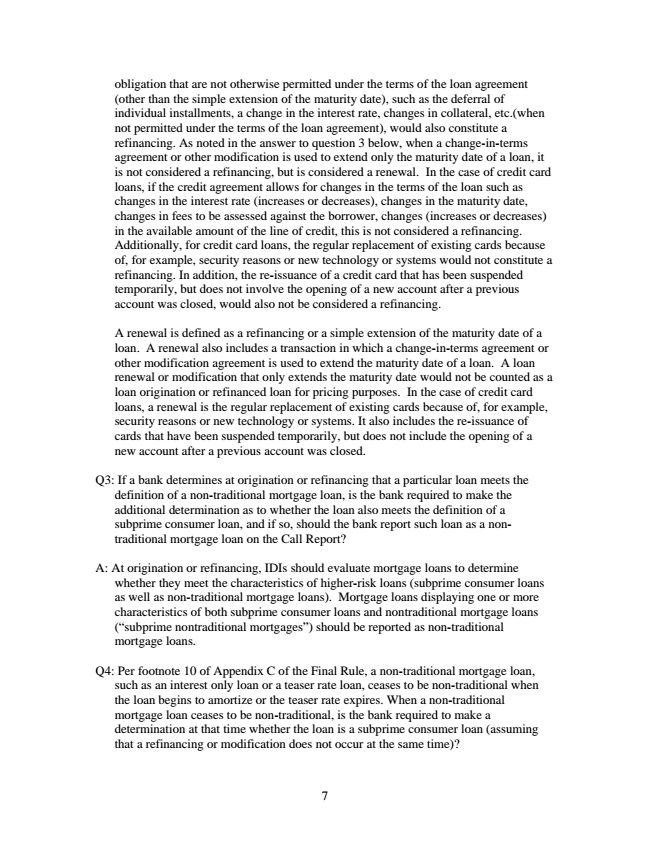 obligation that are not otherwise permitted under the terms of the loan agreement
(other than the simple extension of the maturity date), such as the deferral of
individual installments, a change in the interest rate, changes in collateral, etc.(when
not permitted under the terms of the loan agreement), would also constitute a
refinancing. As noted in the answer to question 3 below, when a change-in-terms
agreement or other modification is used to extend only the maturity date of a loan, it
is not considered a refinancing, but is considered a renewal.  In the case of credit card
loans, if the credit agreement allows for changes in the terms of the loan such as
changes in the interest rate (increases or decreases), changes in the maturity date,
changes in fees to be assessed against the borrower, changes (increases or decreases)
in the available amount of the line of credit, this is not considered a refinancing.
Additionally, for credit card loans, the regular replacement of existing cards because
of, for example, security reasons or new technology or systems would not constitute a
refinancing. In addition, the re-issuance of a credit card that has been suspended
temporarily, but does not involve the opening of a new account after a previous
account was closed, would also not be considered a refinancing.
A renewal is defined as a refinancing or a simple extension of the maturity date of a
loan.  A renewal also includes a transaction in which a change-in-terms agreement or
other modification agreement is used to extend the maturity date of a loan.  A loan
renewal or modification that only extends the maturity date would not be counted as a
loan origination or refinanced loan for pricing purposes.  In the case of credit card
loans, a renewal is the regular replacement of existing cards because of, for example,
security reasons or new technology or systems. It also includes the re-issuance of
cards that have been suspended temporarily, but does not include the opening of a
new account after a previous account was closed.
Q3: If a bank determines at origination or refinancing that a particular loan meets the
definition of a non-traditional mortgage loan, is the bank required to make the
additional determination as to whether the loan also meets the definition of a
subprime consumer loan, and if so, should the bank report such loan as a non-
traditional mortgage loan on the Call Report?
A: At origination or refinancing, IDIs should evaluate mortgage loans to determine
whether they meet the characteristics of higher-risk loans (subprime consumer loans
as well as non-traditional mortgage loans).  Mortgage loans displaying one or more
characteristics of both subprime consumer loans and nontraditional mortgage loans
(“subprime nontraditional mortgages”) should be reported as non-traditional
mortgage loans.
Q4: Per footnote 10 of Appendix C of the Final Rule, a non-traditional mortgage loan,
such as an interest only loan or a teaser rate loan, ceases to be non-traditional when
the loan begins to amortize or the teaser rate expires. When a non-traditional
mortgage loan ceases to be non-traditional, is the bank required to make a
determination at that time whether the loan is a subprime consumer loan (assuming
that a refinancing or modification does not occur at the same time)?
7